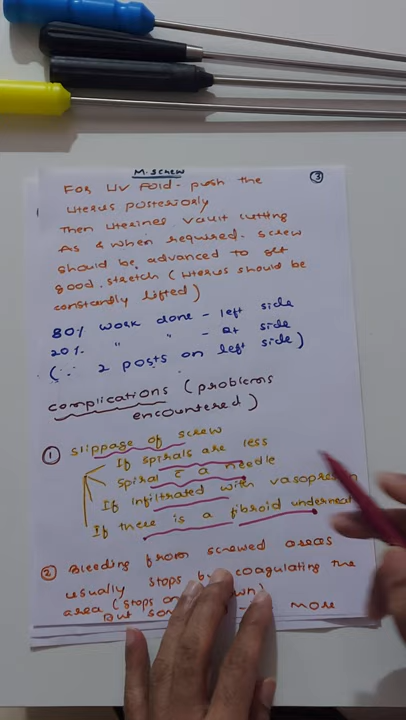 M. Screw
③
For UV Fold - push the
Uterus posteriorly
Then Uterines Vault cutting
As & when required. Screw
should be advanced to get
good stretch (Uterus should be
constantly lifted)
80% work done - left side
20% " " - Rt side
(∵ 2 posts on left side)
complications (problems
encountered)
① Slippage of screw
If spirals are less
Spiral c̄ a needle
If infiltrated with vasopressin
If there is a fibroid underneath
② Bleeding from screwed areas
usually stops by coagulating the
area (stops on own)
But more